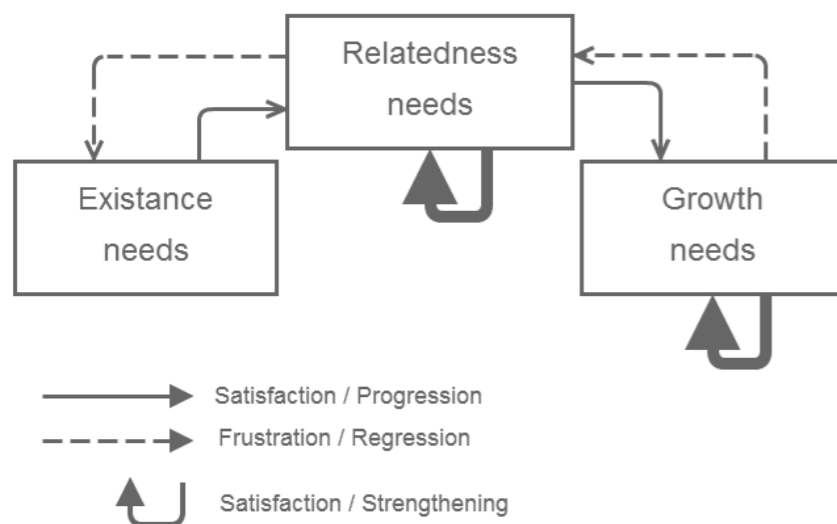 Relatedness
needs
Existance
needs
Growth
needs
Satisfaction / Progression
Frustration / Regression
Satisfaction / Strengthening